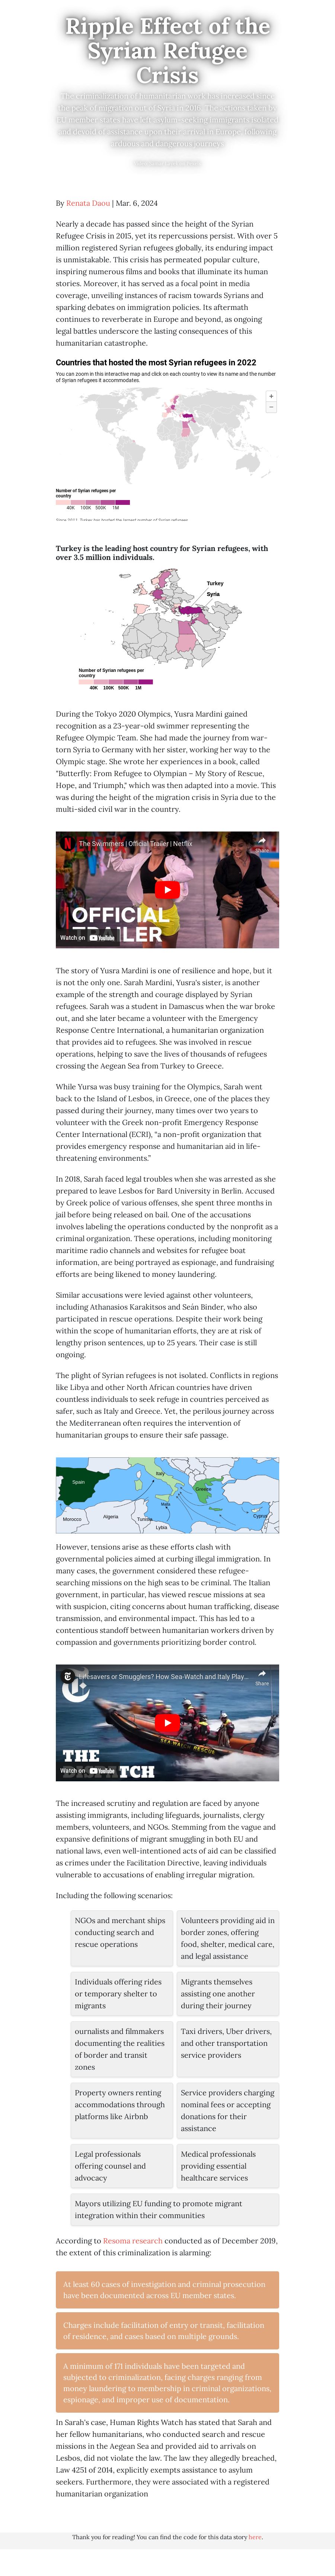 Ripple Effect of the
Syrian Refugee
Crisis
The criminalization of humanitarian work has increased since
the peak of migration out of Syria in 2015. The actions taken by
EU member states have left asylum-seeking immigrants isolated
and devoid of assistance upon their arrival in Europe following
arduous and dangerous journeys
By Renata Daou | Mar. 6, 2024
Nearly a decade has passed since the height of the Syrian
Refugee Crisis in 2015, yet its repercussions persist. With over 5
million registered Syrian refugees globally, its enduring impact
is unmistakable. This crisis has permeated popular culture,
inspiring numerous films and books that illuminate its human
stories. Moreover, it has served as a focal point in media
coverage, unveiling instances of racism towards Syrians and
sparking debates on immigration policies. Its aftermath
continues to reverberate in Europe and beyond, as ongoing
legal battles underscore the lasting consequences of this
humanitarian catastrophe.
Countries that hosted the most Syrian refugees in 2022
You can zoom in this interactive map and click on each country to view its name and the number
of Syrian refugees it accommodates.
+
−
Number of Syrian refugees per
country
40K 100K 500K 1M
Turkey is the leading host country for Syrian refugees, with
over 3.5 million individuals.
Turkey
Syria
Number of Syrian refugees per
country
40K 100K 500K 1M
During the Tokyo 2020 Olympics, Yusra Mardini gained
recognition as a 23-year-old swimmer representing the
Refugee Olympic Team. She had made the journey from war-
torn Syria to Germany with her sister, working her way to the
Olympic stage. She wrote her experiences in a book, called
"Butterfly: From Refugee to Olympian – My Story of Rescue,
Hope, and Triumph," which was then adapted into a movie. This
was during the height of the migration crisis in Syria due to the
multi-sided civil war in the country.
The Swimmers | Official Trailer | Netflix
Share
OFFICIAL
TRAILER
Watch on YouTube
The story of Yusra Mardini is one of resilience and hope, but it
is not the only one. Sarah Mardini, Yusra's sister, is another
example of the strength and courage displayed by Syrian
refugees. Sarah was a student in Damascus when the war broke
out, and she later became a volunteer with the Emergency
Response Centre International, a humanitarian organization
that provides aid to refugees. She was involved in rescue
operations, helping to save the lives of thousands of refugees
crossing the Aegean Sea from Turkey to Greece.
While Yursa was busy training for the Olympics, Sarah went
back to the Island of Lesbos, in Greece, one of the places they
passed during their journey, many times over two years to
volunteer with the Greek non-profit Emergency Response
Center International (ECRI), “a non-profit organization that
provides emergency response and humanitarian aid in life-
threatening environments.”
In 2018, Sarah faced legal troubles when she was arrested as she
prepared to leave Lesbos for Bard University in Berlin. Accused
by Greek police of various offenses, she spent three months in
jail before being released on bail. One of the accusations
involves labeling the operations conducted by the nonprofit as a
criminal organization. These operations, including monitoring
maritime radio channels and websites for refugee boat
information, are being portrayed as espionage, and fundraising
efforts are being likened to money laundering.
Similar accusations were levied against other volunteers,
including Athanasios Karakitsos and Seán Binder, who also
participated in rescue operations. Despite their work being
within the scope of humanitarian efforts, they are at risk of
lengthy prison sentences, up to 25 years. Their case is still
ongoing.
The plight of Syrian refugees is not isolated. Conflicts in regions
like Libya and other North African countries have driven
countless individuals to seek refuge in countries perceived as
safer, such as Italy and Greece. Yet, the perilous journey across
the Mediterranean often requires the intervention of
humanitarian groups to ensure their safe passage.
Spain
Italy
Greece
Malta
Cyprus
Morocco
Algeria
Tunisia
Lybia
However, tensions arise as these efforts clash with
governmental policies aimed at curbing illegal immigration. In
many cases, the government considered these refugee-
searching missions on the high seas to be criminal. The Italian
government, in particular, has viewed rescue missions at sea
with suspicion, citing concerns about human trafficking, disease
transmission, and environmental impact. This has led to a
contentious standoff between humanitarian workers driven by
compassion and governments prioritizing border control.
Lifesavers or Smugglers? How Sea-Watch and Italy Play...
Share
SEA-WATCH RESCUE
THE
Watch on YouTube
The increased scrutiny and regulation are faced by anyone
assisting immigrants, including lifeguards, journalists, clergy
members, volunteers, and NGOs. Stemming from the vague and
expansive definitions of migrant smuggling in both EU and
national laws, even well-intentioned acts of aid can be classified
as crimes under the Facilitation Directive, leaving individuals
vulnerable to accusations of enabling irregular migration.
Including the following scenarios:
NGOs and merchant ships
conducting search and
rescue operations
Volunteers providing aid in
border zones, offering
food, shelter, medical care,
and legal assistance
Individuals offering rides
or temporary shelter to
migrants
Migrants themselves
assisting one another
during their journey
ournalists and filmmakers
documenting the realities
of border and transit
zones
Taxi drivers, Uber drivers,
and other transportation
service providers
Property owners renting
accommodations through
platforms like Airbnb
Service providers charging
nominal fees or accepting
donations for their
assistance
Legal professionals
offering counsel and
advocacy
Medical professionals
providing essential
healthcare services
Mayors utilizing EU funding to promote migrant
integration within their communities
According to Resoma research conducted as of December 2019,
the extent of this criminalization is alarming:
At least 60 cases of investigation and criminal prosecution
have been documented across EU member states.
Charges include facilitation of entry or transit, facilitation
of residence, and cases based on multiple grounds.
A minimum of 171 individuals have been targeted and
subjected to criminalization, facing charges ranging from
money laundering to membership in criminal organizations,
espionage, and improper use of documentation.
In Sarah's case, Human Rights Watch has stated that Sarah and
her fellow humanitarians, who conducted search and rescue
missions in the Aegean Sea and provided aid to arrivals on
Lesbos, did not violate the law. The law they allegedly breached,
Law 4251 of 2014, explicitly exempts assistance to asylum
seekers. Furthermore, they were associated with a registered
humanitarian organization
Thank you for reading! You can find the code for this data story here.